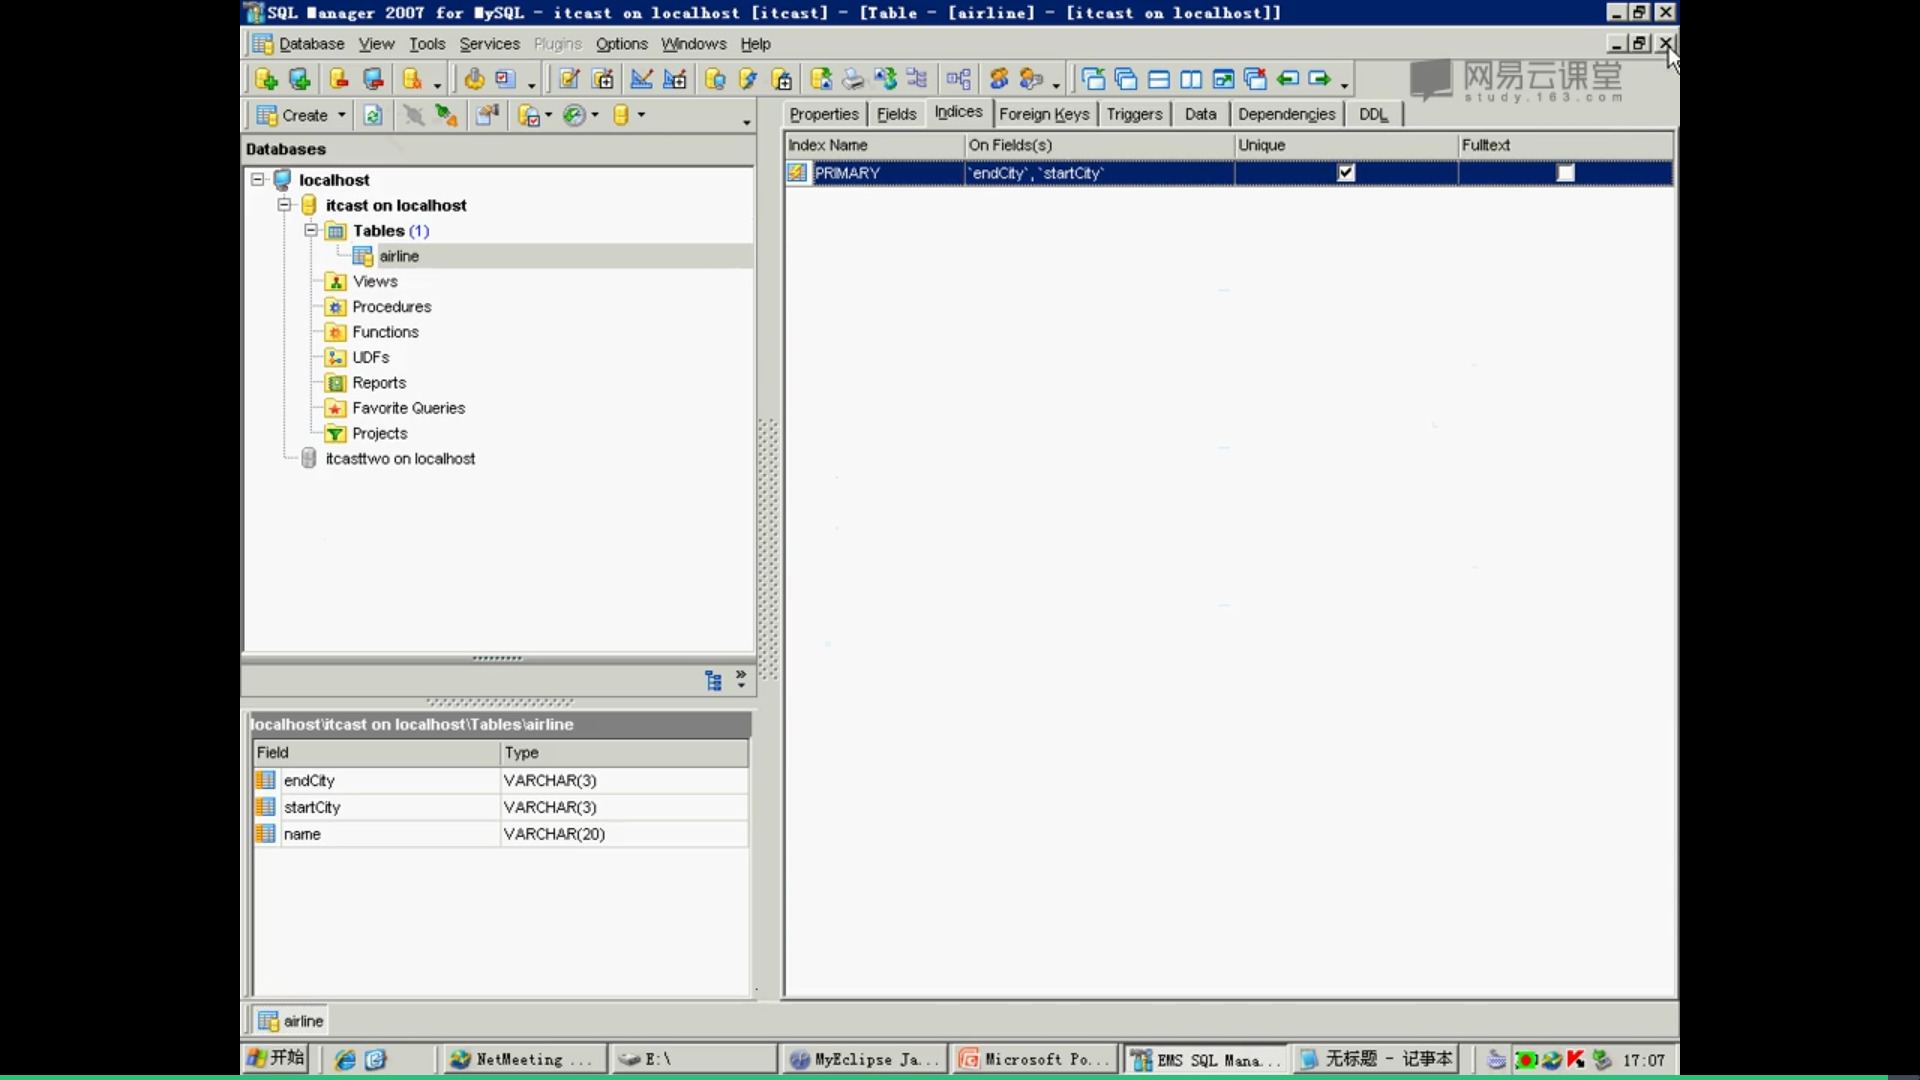 SQL Manager 2007 for MySQL - itcast on localhost [itcast] - [Table - [airline] - [itcast on localhost]]
Database View Tools Services Plugins Options Windows Help
网易云课堂
study.163.com
Create
Properties Fields Indices Foreign Keys Triggers Data Dependencies DDL
Databases
Index Name On Fields(s) Unique Fulltext
PRIMARY `endCity`, `startCity`
localhost
itcast on localhost
Tables (1)
airline
Views
Procedures
Functions
UDFs
Reports
Favorite Queries
Projects
itcasttwo on localhost
localhost\itcast on localhost\Tables\airline
Field Type
endCity VARCHAR(3)
startCity VARCHAR(3)
name VARCHAR(20)
airline
开始 NetMeeting ... E:\ MyEclipse Ja... Microsoft Po... EMS SQL Mana... 无标题 - 记事本 17:07